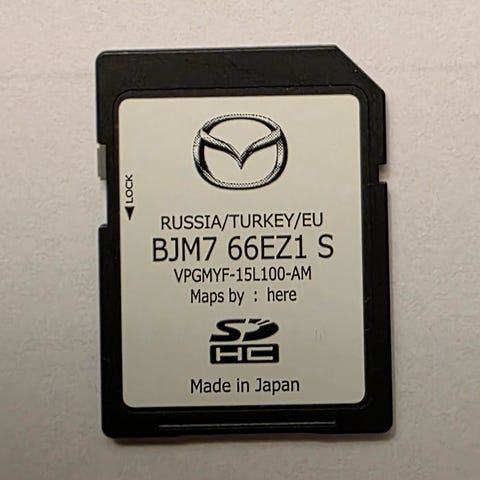 LOCK
RUSSIA/TURKEY/EU
BJM7 66EZ1 S
VPGMYF-15L100-AM
Maps by : here
SD
HC
Made in Japan